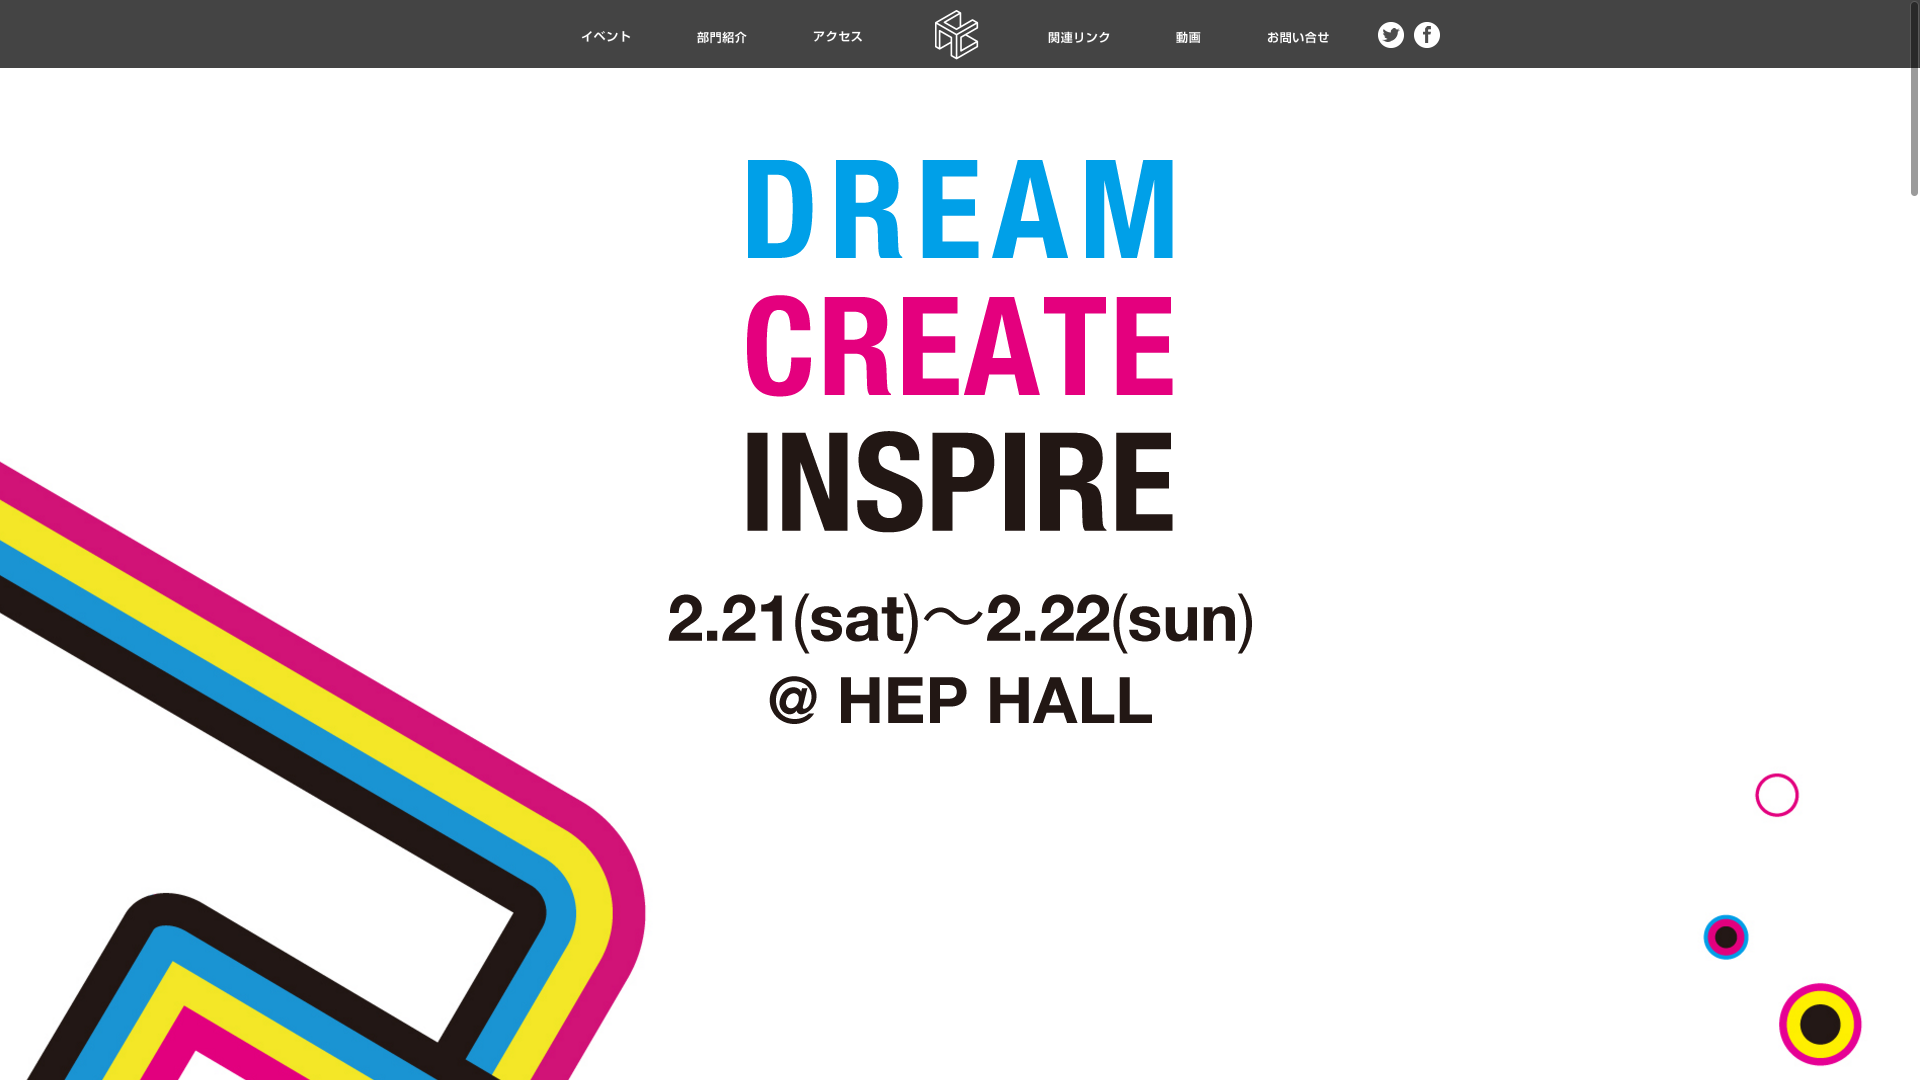 イベント 部門紹介 アクセス 関連リンク 動画 お問い合せ
DREAM
CREATE
INSPIRE
2.21(sat)〜2.22(sun)
@ HEP HALL